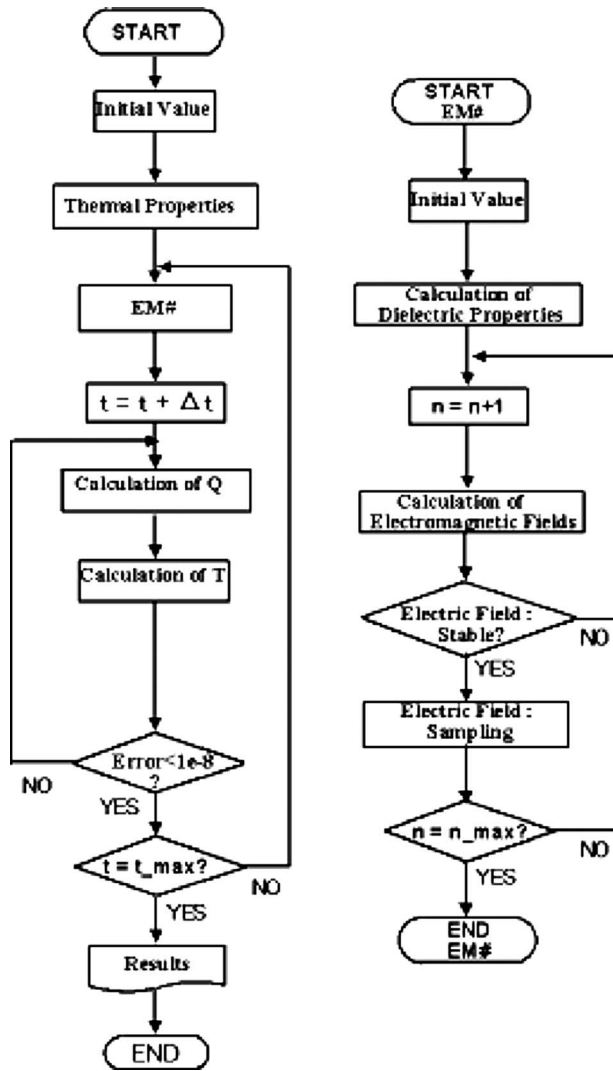 START
Initial Value
Thermal Properties
EM#
t = t + Δ t
Calculation of Q
Calculation of T
Error<1e-8
?
NO
YES
t = t_max?
NO
YES
Results
END
START
EM#
Initial Value
Calculation of
Dielectric Properties
n = n+1
Calculation of
Electromagnetic Fields
Electric Field :
Stable?
NO
YES
Electric Field :
Sampling
n = n_max?
NO
YES
END
EM#